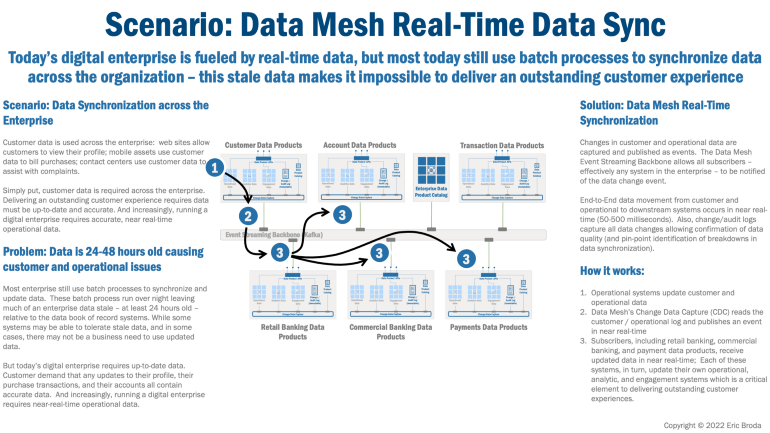 Scenario: Data Mesh Real-Time Data Sync
Today's digital enterprise is fueled by real-time data, but most today still use batch processes to synchronize data
across the organization – this stale data makes it impossible to deliver an outstanding customer experience
Scenario: Data Synchronization across the
Enterprise
Customer data is used across the enterprise: web sites allow
customers to view their profile; mobile assets use customer
data to bill purchases; contact centers use customer data to
assist with complaints.
Simply put, customer data is required across the enterprise.
Delivering an outstanding customer experience requires data
must be up-to-date and accurate. And increasingly, running a
digital enterprise requires accurate, near real-time
operational data.
Problem: Data is 24-48 hours old causing
customer and operational issues
Most enterprise still use batch processes to synchronize and
update data. These batch process run over night leaving
much of an enterprise data stale – at least 24 hours old –
relative to the data book of record systems. While some
systems may be able to tolerate stale data, and in some
cases, there may not be a business need to use updated
data.
But today's digital enterprise requires up-to-date data.
Customer demand that any updates to their profile, their
purchase transactions, and their accounts all contain
accurate data. And increasingly, running a digital enterprise
requires near-real-time operational data.
Customer Data Products
Account Data Products
Transaction Data Products
Enterprise Data
Product Catalog
1
2
3
Event Streaming Backbone (Kafka)
3
3
3
Retail Banking Data
Products
Commercial Banking Data
Products
Payments Data Products
Solution: Data Mesh Real-Time
Synchronization
Changes in customer and operational data are
captured and published as events. The Data Mesh
Event Streaming Backbone allows all subscribers –
effectively any system in the enterprise – to be notified
of the data change event.
End-to-End data movement from customer and
operational to downstream systems occurs in near real-
time (50-500 milliseconds). Also, change/audit logs
capture all data changes allowing confirmation of data
quality (and pin-point identification of breakdowns in
data synchronization).
How it works:
1. Operational systems update customer and
operational data
2. Data Mesh's Change Data Capture (CDC) reads the
customer / operational log and publishes an event
in near real-time
3. Subscribers, including retail banking, commercial
banking, and payment data products, receive
updated data in near real-time; Each of these
systems, in turn, update their own operational,
analytic, and engagement systems which is a critical
element to delivering outstanding customer
experiences.
Copyright © 2022 Eric Broda